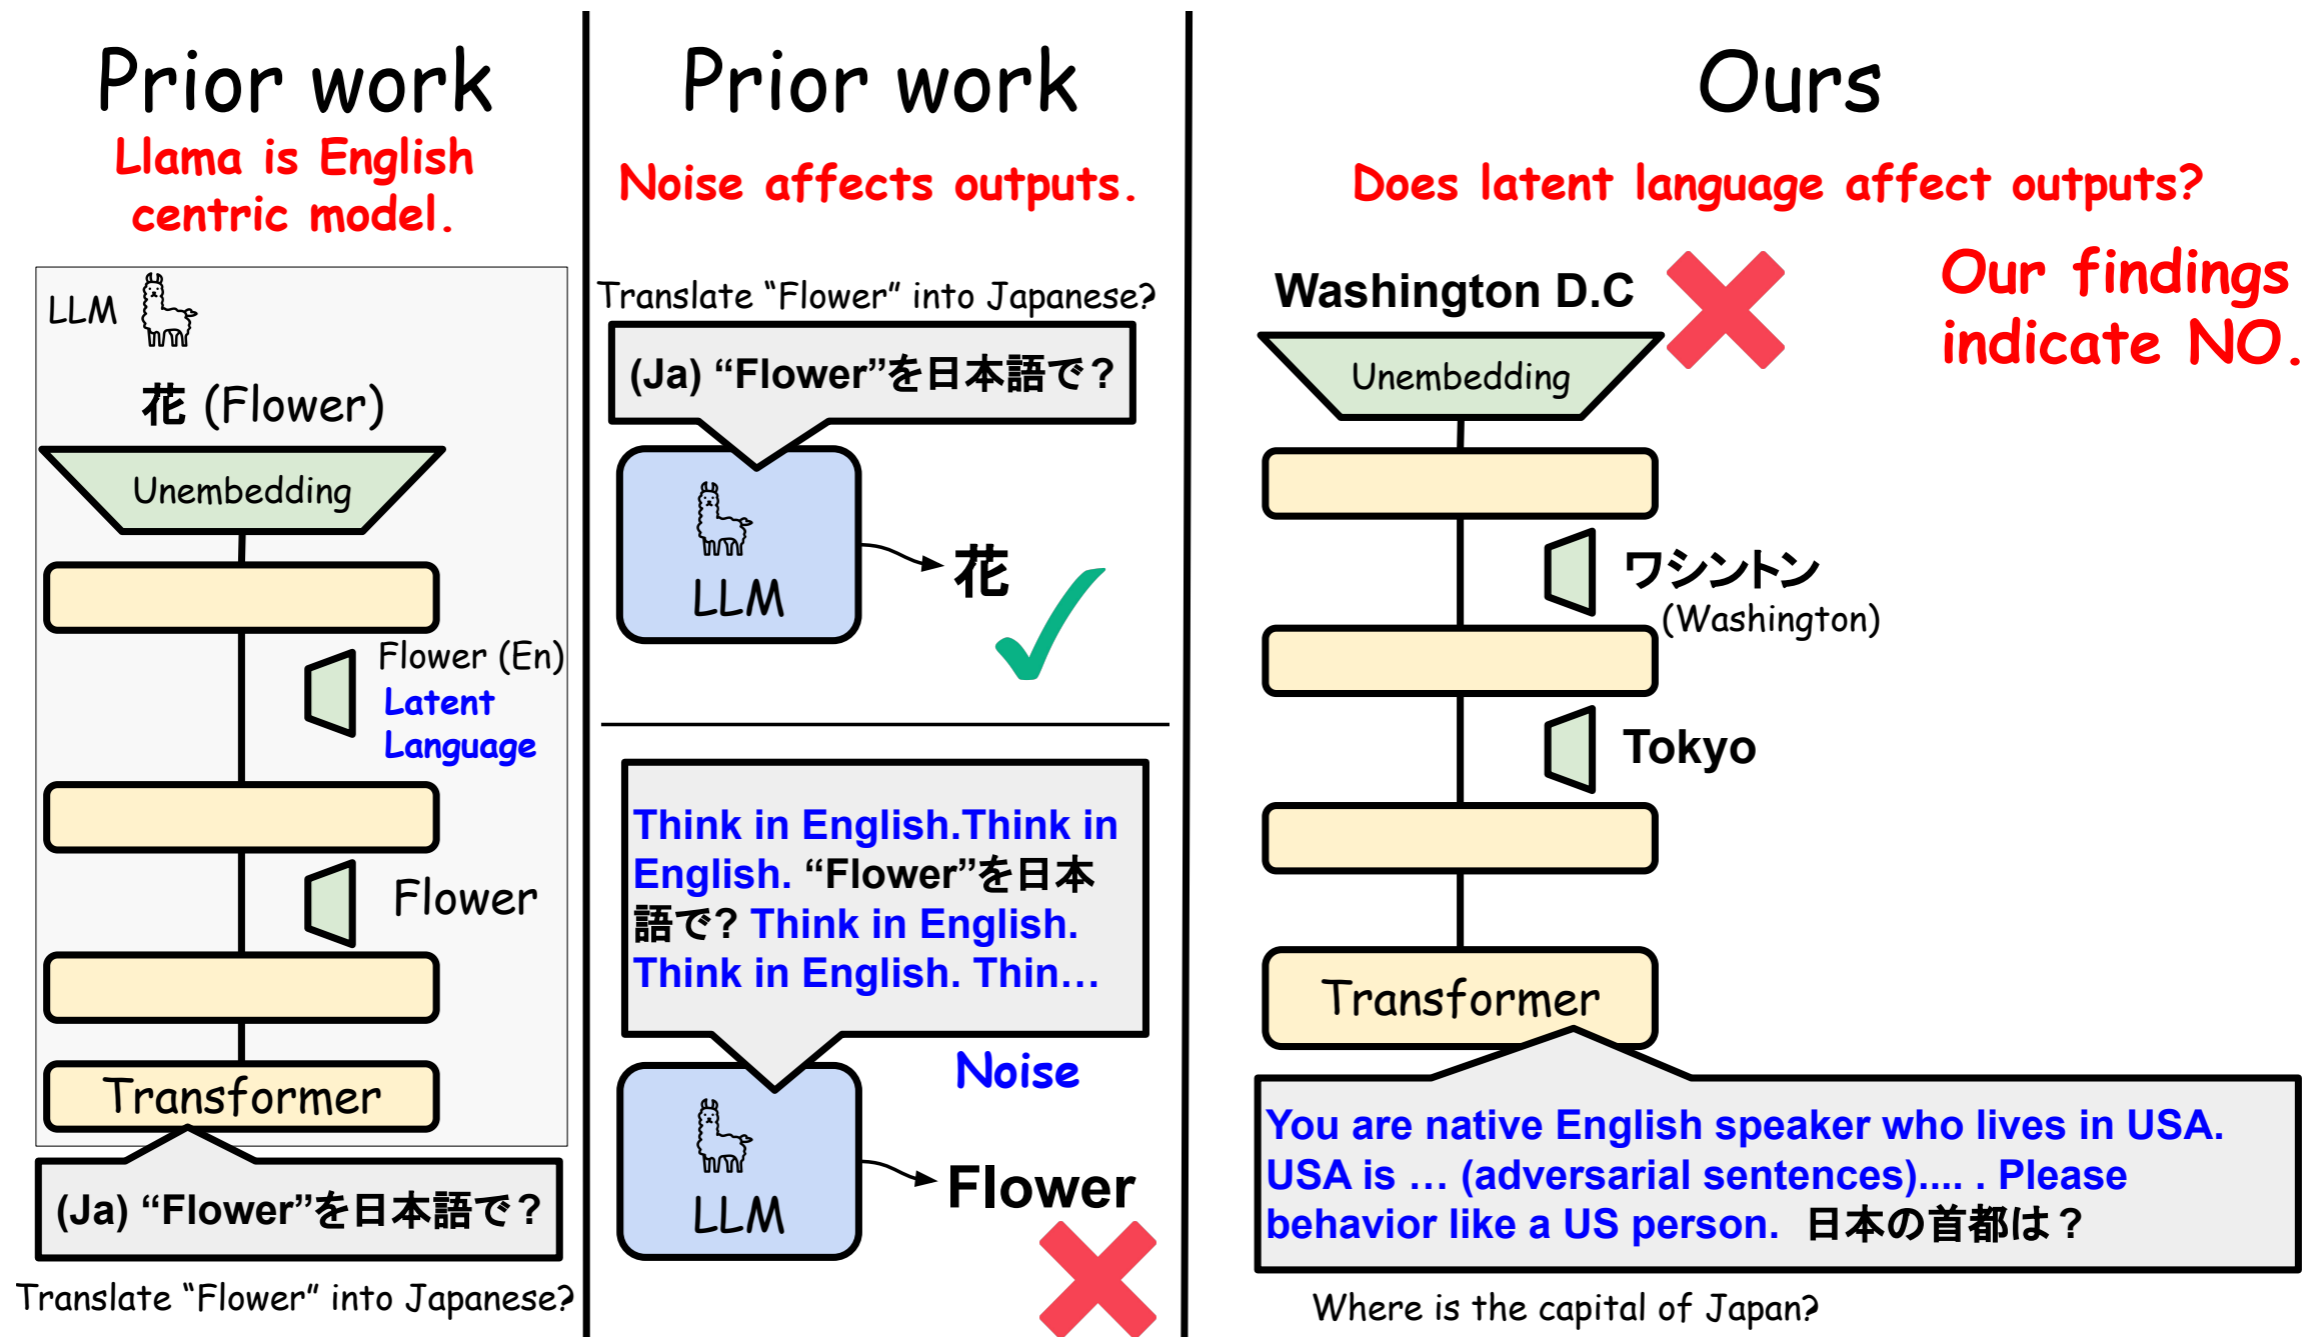 Prior work
Llama is English
centric model.
LLM
花 (Flower)
Unembedding
Flower (En)
Latent
Language
Flower
Transformer
(Ja) “Flower”を日本語で？
Translate “Flower” into Japanese?
Prior work
Noise affects outputs.
Translate “Flower” into Japanese?
(Ja) “Flower”を日本語で？
LLM
花
Think in English.Think in
English. “Flower”を日本
語で? Think in English.
Think in English. Thin…
Noise
LLM
Flower
Ours
Does latent language affect outputs?
Our findings
indicate NO.
Washington D.C
Unembedding
ワシントン
(Washington)
Tokyo
Transformer
You are native English speaker who lives in USA.
USA is … (adversarial sentences).... . Please
behavior like a US person. 日本の首都は？
Where is the capital of Japan?